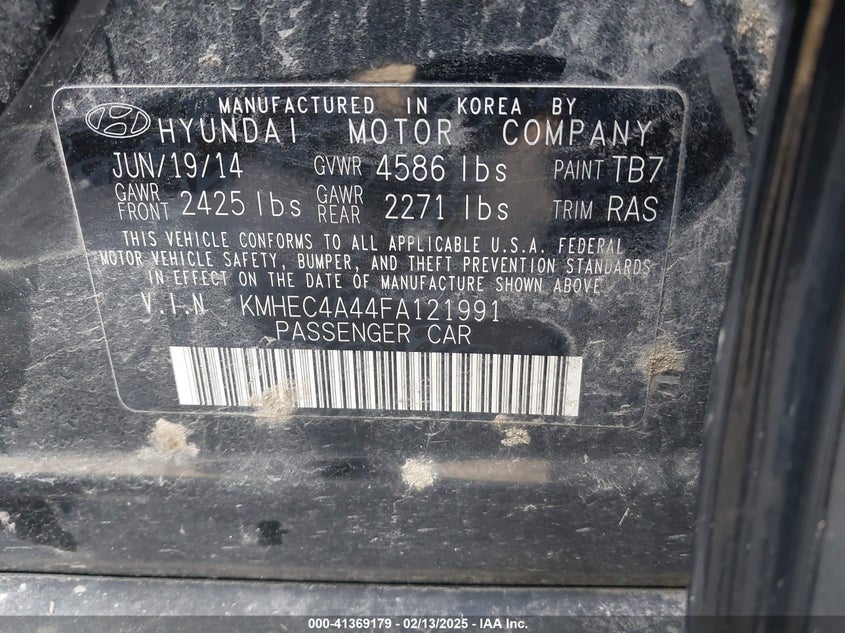 MANUFACTURED IN KOREA BY
HYUNDAI MOTOR COMPANY
JUN/19/14 GVWR 4586 lbs PAINT TB7
GAWR FRONT 2425 lbs GAWR REAR 2271 lbs TRIM RAS
THIS VEHICLE CONFORMS TO ALL APPLICABLE U.S.A. FEDERAL
MOTOR VEHICLE SAFETY, BUMPER, AND THEFT PREVENTION STANDARDS
IN EFFECT ON THE DATE OF MANUFACTURE SHOWN ABOVE
V.I.N KMHEC4A44FA121991
PASSENGER CAR
000-41369179 - 02/13/2025 - IAA Inc.